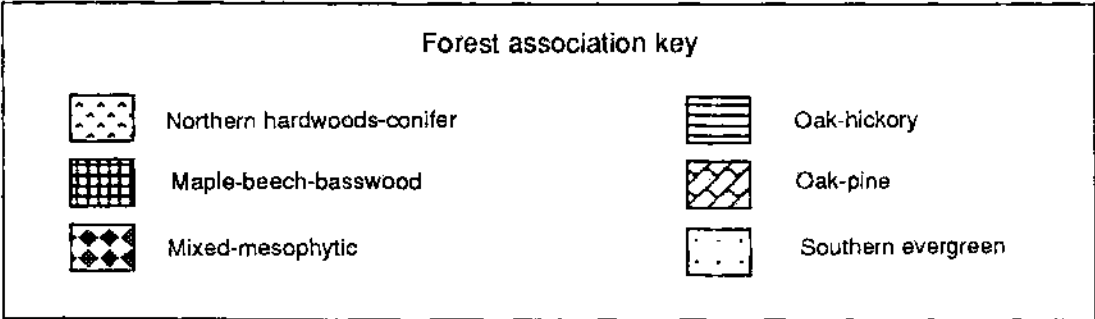 Forest association key
Northern hardwoods-conifer
Oak-hickory
Maple-beech-basswood
Oak-pine
Mixed-mesophytic
Southern evergreen